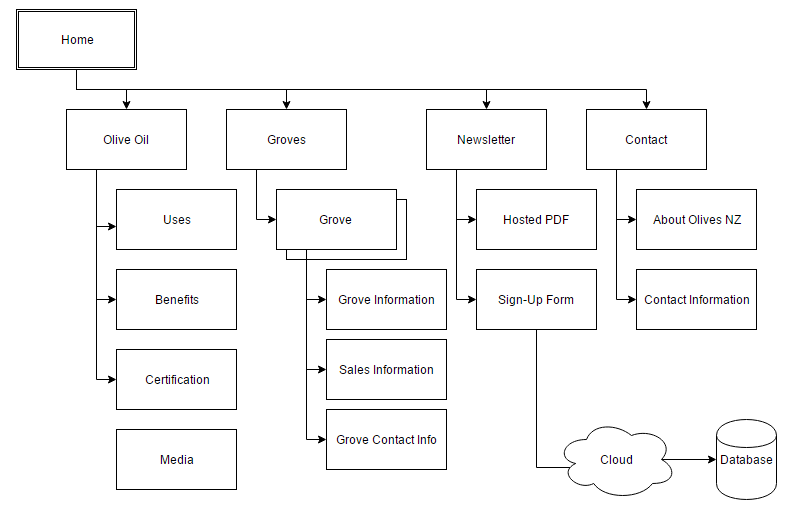 Home
Olive Oil
Groves
Newsletter
Contact
Uses
Grove
Hosted PDF
About Olives NZ
Benefits
Grove Information
Sign-Up Form
Contact Information
Certification
Sales Information
Media
Grove Contact Info
Cloud
Database